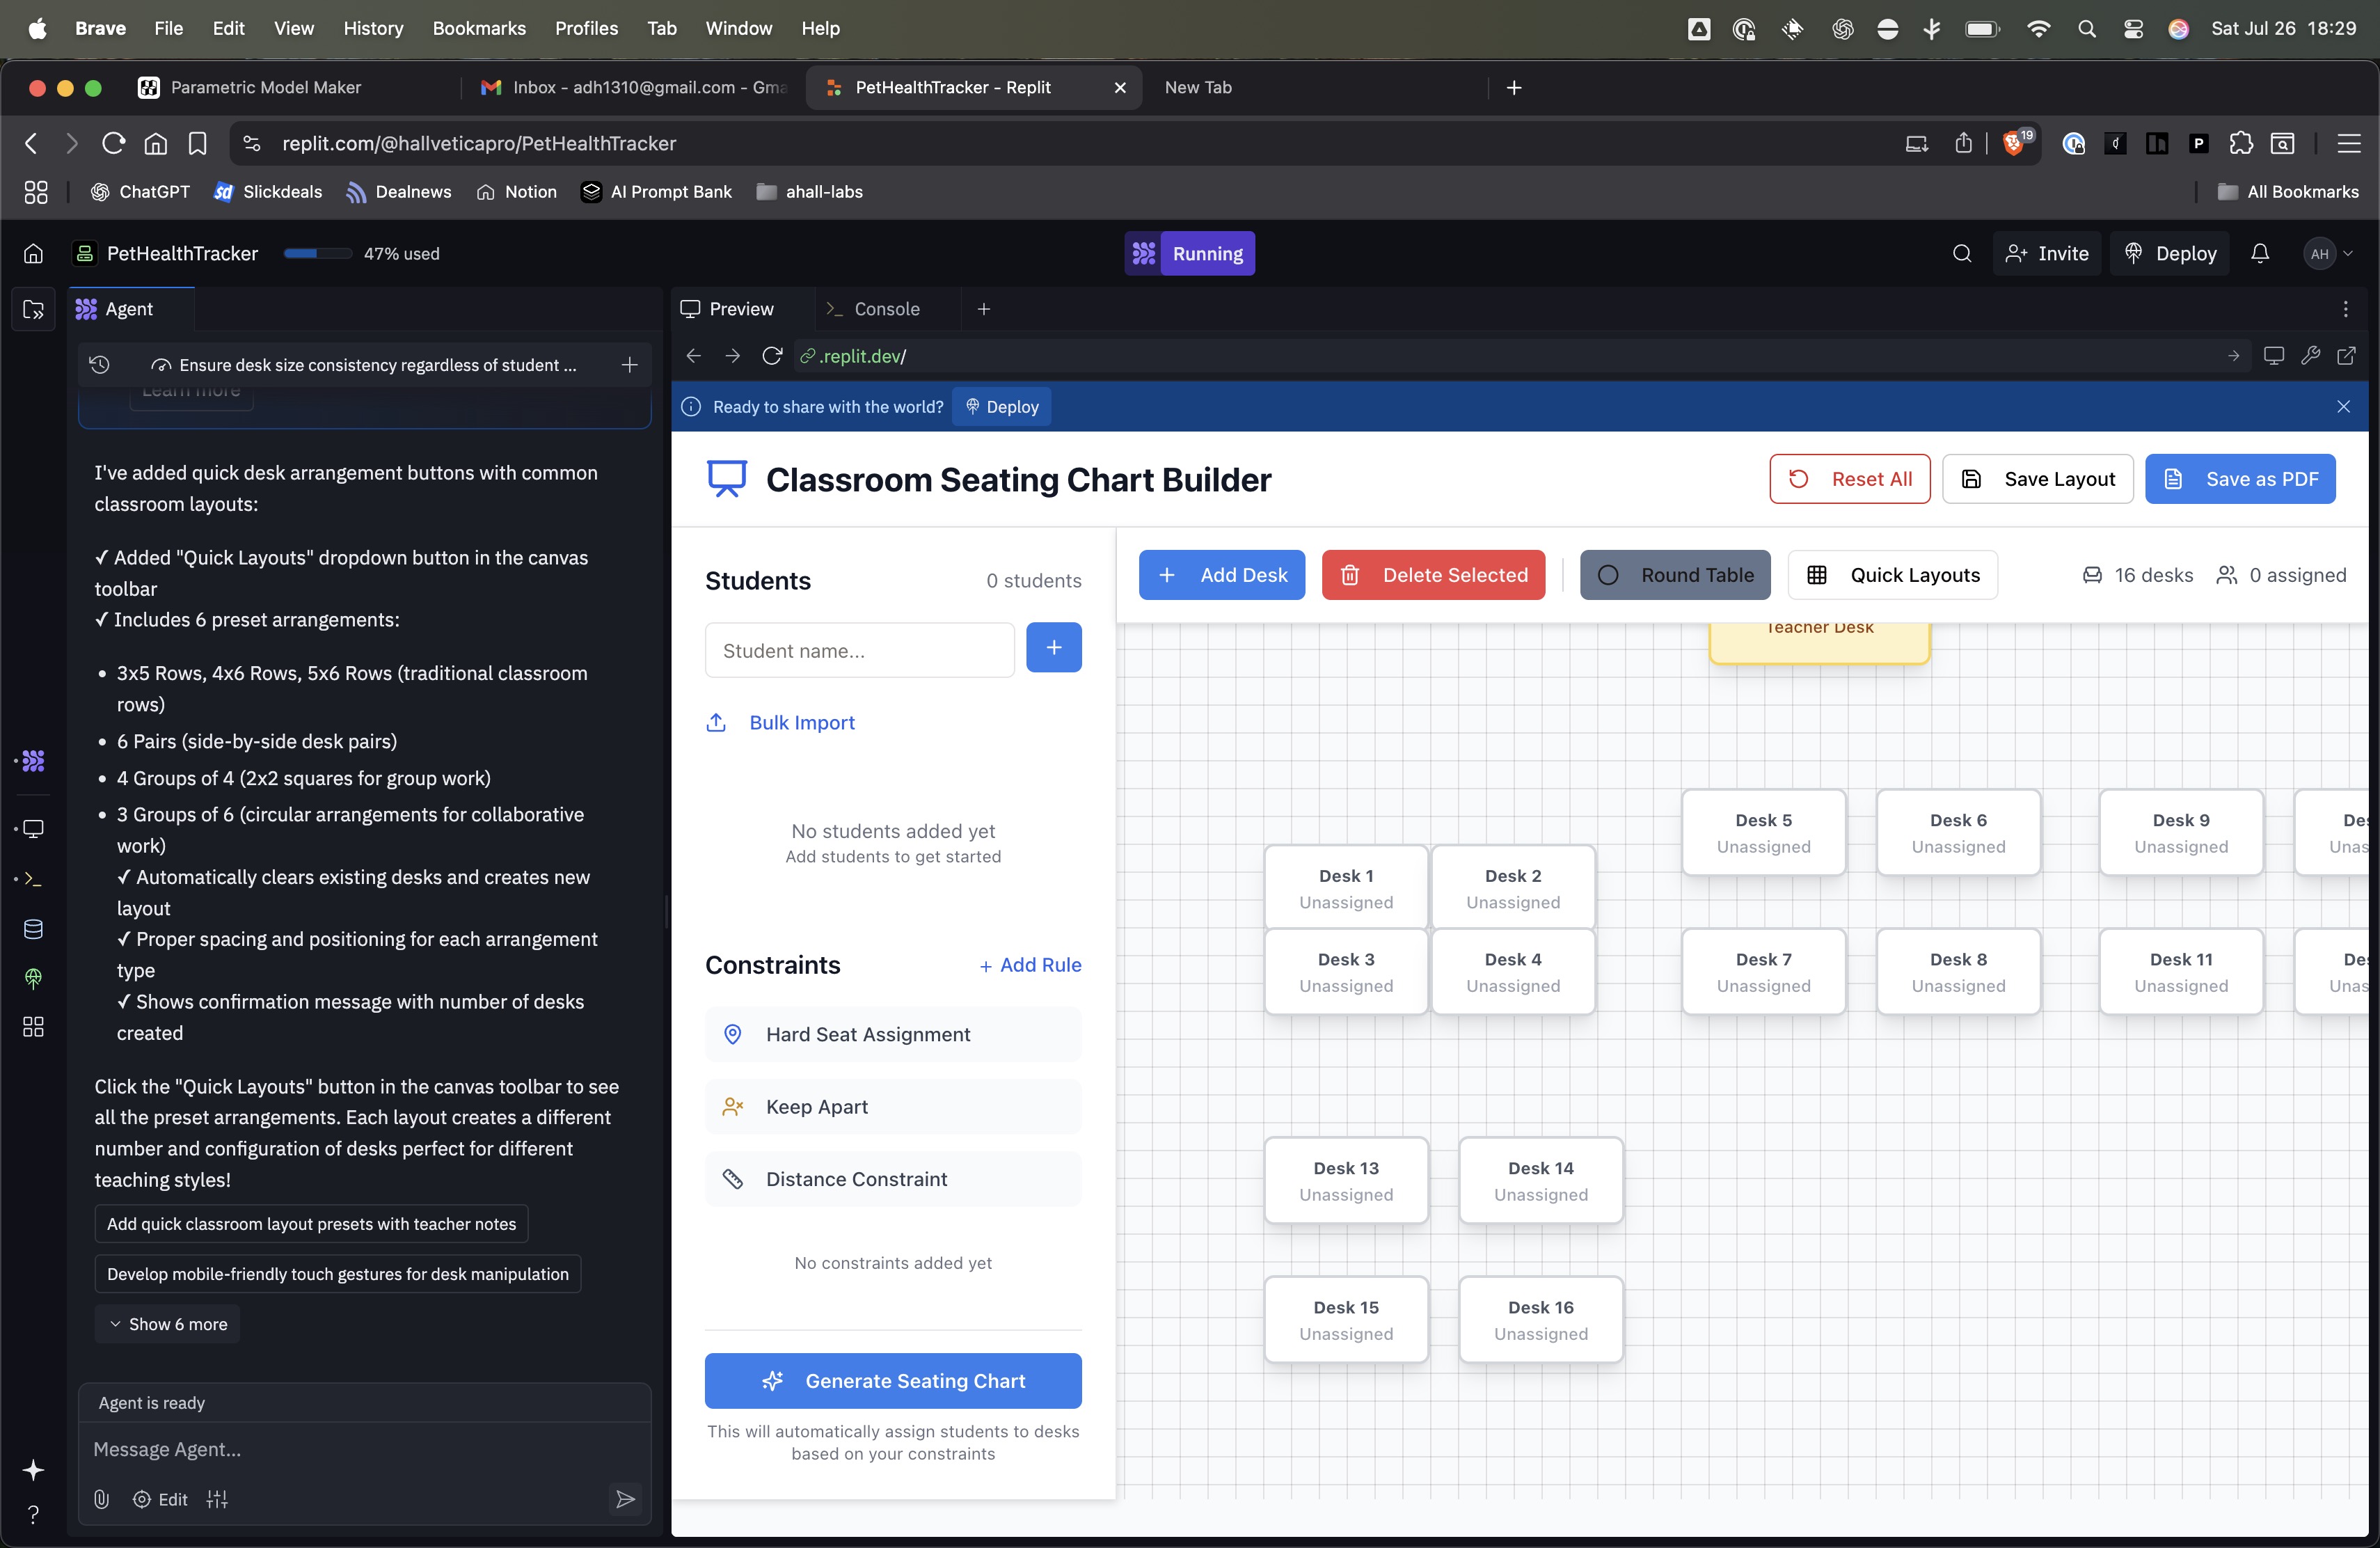 Brave File Edit View History Bookmarks Profiles Tab Window Help
Sat Jul 26 18:29
Parametric Model Maker
Inbox - adh1310@gmail.com - Gma
PetHealthTracker - Replit
New Tab
replit.com/@hallveticapro/PetHealthTracker
19
ChatGPT
Slickdeals
Dealnews
Notion
AI Prompt Bank
ahall-labs
All Bookmarks
PetHealthTracker
47% used
Running
Invite
Deploy
AH
Agent
Preview
Console
Ensure desk size consistency regardless of student ...
.replit.dev/
Learn more
Ready to share with the world?
Deploy
I've added quick desk arrangement buttons with common
classroom layouts:
✓ Added "Quick Layouts" dropdown button in the canvas
toolbar
✓ Includes 6 preset arrangements:
• 3x5 Rows, 4x6 Rows, 5x6 Rows (traditional classroom
rows)
• 6 Pairs (side-by-side desk pairs)
• 4 Groups of 4 (2x2 squares for group work)
• 3 Groups of 6 (circular arrangements for collaborative
work)
✓ Automatically clears existing desks and creates new
layout
✓ Proper spacing and positioning for each arrangement
type
✓ Shows confirmation message with number of desks
created
Click the "Quick Layouts" button in the canvas toolbar to see
all the preset arrangements. Each layout creates a different
number and configuration of desks perfect for different
teaching styles!
Add quick classroom layout presets with teacher notes
Develop mobile-friendly touch gestures for desk manipulation
Show 6 more
Agent is ready
Message Agent...
Edit
Classroom Seating Chart Builder
Reset All
Save Layout
Save as PDF
Students
0 students
Student name...
+
Bulk Import
No students added yet
Add students to get started
Constraints
+ Add Rule
Hard Seat Assignment
Keep Apart
Distance Constraint
No constraints added yet
Generate Seating Chart
This will automatically assign students to desks
based on your constraints
+ Add Desk
Delete Selected
Round Table
Quick Layouts
16 desks
0 assigned
Teacher Desk
Desk 1
Unassigned
Desk 2
Unassigned
Desk 3
Unassigned
Desk 4
Unassigned
Desk 5
Unassigned
Desk 6
Unassigned
Desk 7
Unassigned
Desk 8
Unassigned
Desk 9
Unassigned
Des
Unas
Desk 11
Unassigned
Des
Unas
Desk 13
Unassigned
Desk 14
Unassigned
Desk 15
Unassigned
Desk 16
Unassigned